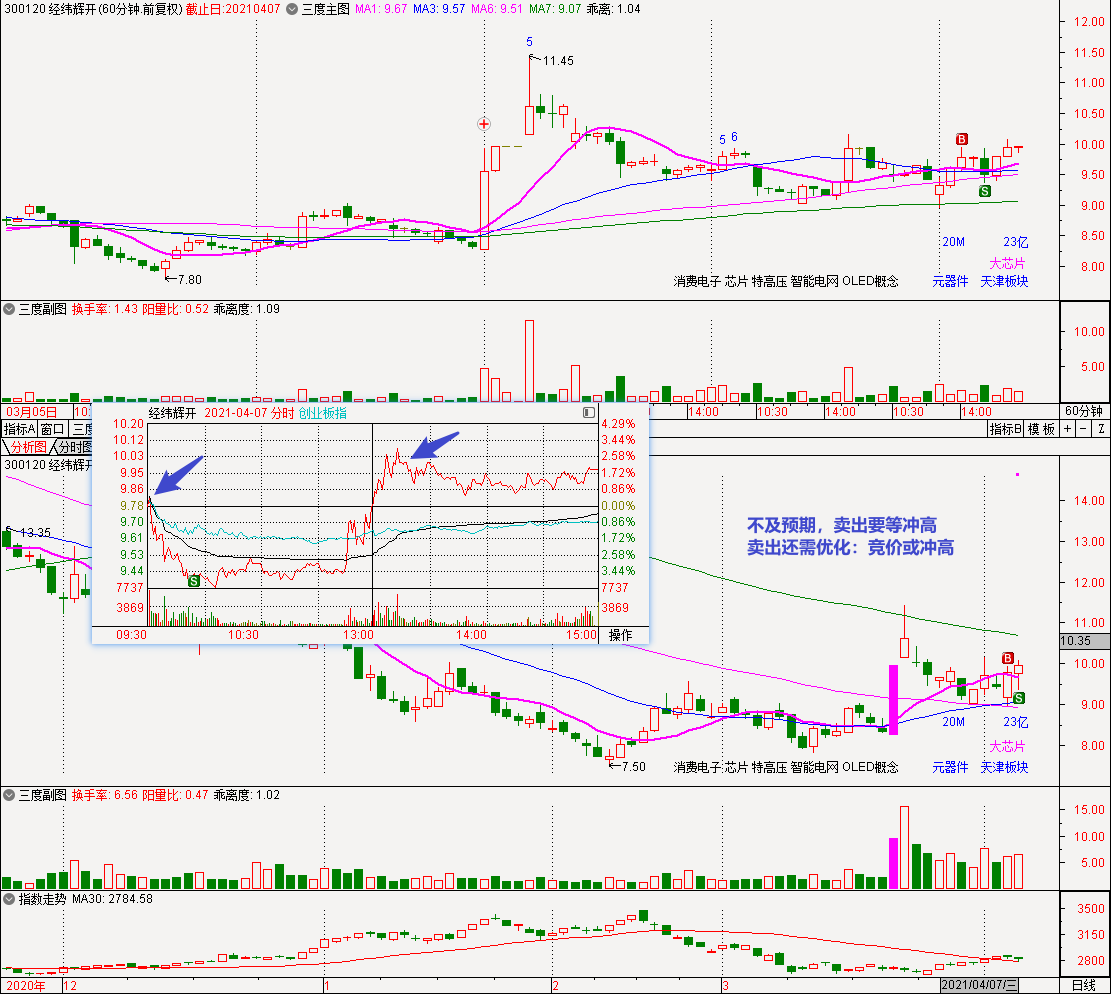 300120 经纬辉开(60分钟.前复权) 截止日:20210407 三度主图 MA1: 9.67 MA3: 9.57 MA6: 9.51 MA7: 9.07 乖离: 1.04
12.00
11.50
11.00
10.50
10.00
9.50
9.00
8.50
8.00
5
11.45
5 6
B
S
7.80
20M 23亿
大芯片
消费电子 芯片 特高压 智能电网 OLED概念 元器件 天津板块
三度副图 换手率: 1.43 阳量比: 0.52 乖离度: 1.09
10.00
5.00
03月05日 10: 14:00 10:30 14:00 10:30 14:00 60分钟
指标A 窗口 三度 指标B 模板 + - Z
分析图 分时图
300120 经纬辉开
经纬辉开 2021-04-07 分时 创业板指
10.20 4.29%
10.12 3.44%
10.03 2.58%
9.95 1.72%
9.86 0.86%
9.78 0.00%
9.70 0.86%
9.61 1.72%
9.53 2.58%
9.44 3.44%
7737 7737
3869 3869
S
09:30 10:30 13:00 14:00 15:00 操作
13.35
不及预期，卖出要等冲高
卖出还需优化：竞价或冲高
14.00
13.00
12.00
11.00
10.35
10.00
9.00
8.00
B
S
7.50
20M 23亿
大芯片
消费电子 芯片 特高压 智能电网 OLED概念 元器件 天津板块
三度副图 换手率: 6.56 阳量比: 0.47 乖离度: 1.02
15.00
10.00
5.00
指数走势 MA30: 2784.58
3500
3150
2800
2020年 12 1 2 3 2021/04/07/三 日线